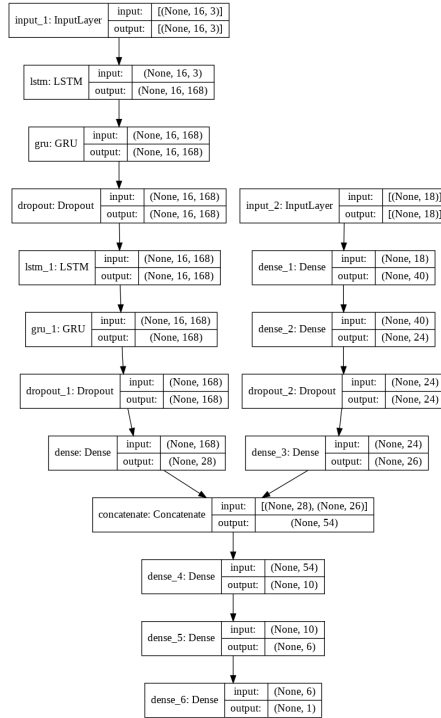 input_1: InputLayer
input: [(None, 16, 3)]
output: [(None, 16, 3)]
lstm: LSTM
input: (None, 16, 3)
output: (None, 16, 168)
gru: GRU
input: (None, 16, 168)
output: (None, 16, 168)
dropout: Dropout
input: (None, 16, 168)
output: (None, 16, 168)
input_2: InputLayer
input: [(None, 18)]
output: [(None, 18)]
lstm_1: LSTM
input: (None, 16, 168)
output: (None, 16, 168)
dense_1: Dense
input: (None, 18)
output: (None, 40)
gru_1: GRU
input: (None, 16, 168)
output: (None, 168)
dense_2: Dense
input: (None, 40)
output: (None, 24)
dropout_1: Dropout
input: (None, 168)
output: (None, 168)
dropout_2: Dropout
input: (None, 24)
output: (None, 24)
dense: Dense
input: (None, 168)
output: (None, 28)
dense_3: Dense
input: (None, 24)
output: (None, 26)
concatenate: Concatenate
input: [(None, 28), (None, 26)]
output: (None, 54)
dense_4: Dense
input: (None, 54)
output: (None, 10)
dense_5: Dense
input: (None, 10)
output: (None, 6)
dense_6: Dense
input: (None, 6)
output: (None, 1)